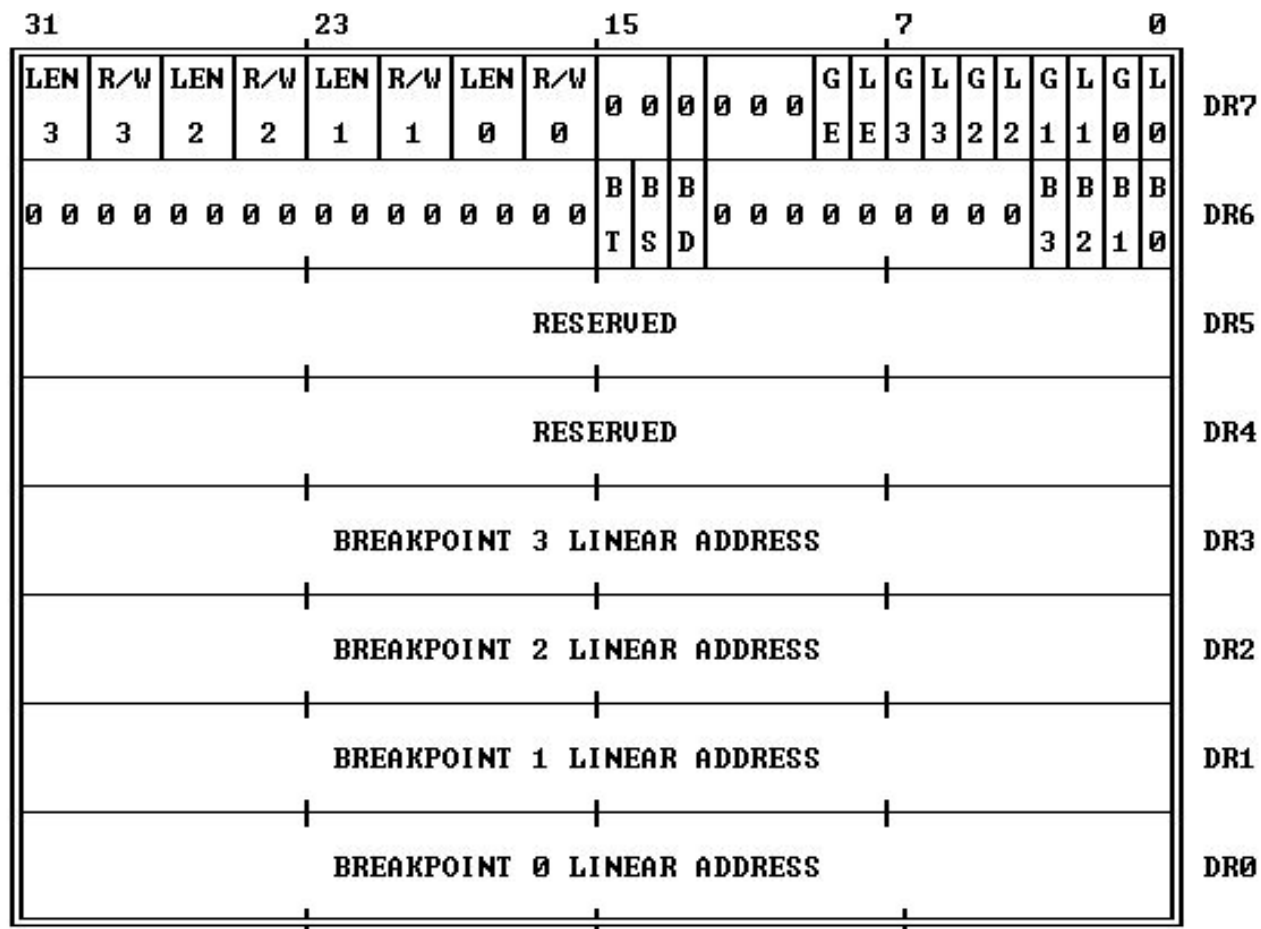 31 23 15 7 0
LEN R/W LEN R/W LEN R/W LEN R/W G L G L G L G L G L
0 0 0 0 0 0 DR7
3 3 2 2 1 1 0 0 E E 3 3 2 2 1 1 0 0
B B B B B B B
0 0 0 0 0 0 0 0 0 0 0 0 0 0 0 0 0 0 0 0 0 0 0 0 0 DR6
T S D 3 2 1 0
RESERVED DR5
RESERVED DR4
BREAKPOINT 3 LINEAR ADDRESS DR3
BREAKPOINT 2 LINEAR ADDRESS DR2
BREAKPOINT 1 LINEAR ADDRESS DR1
BREAKPOINT 0 LINEAR ADDRESS DR0